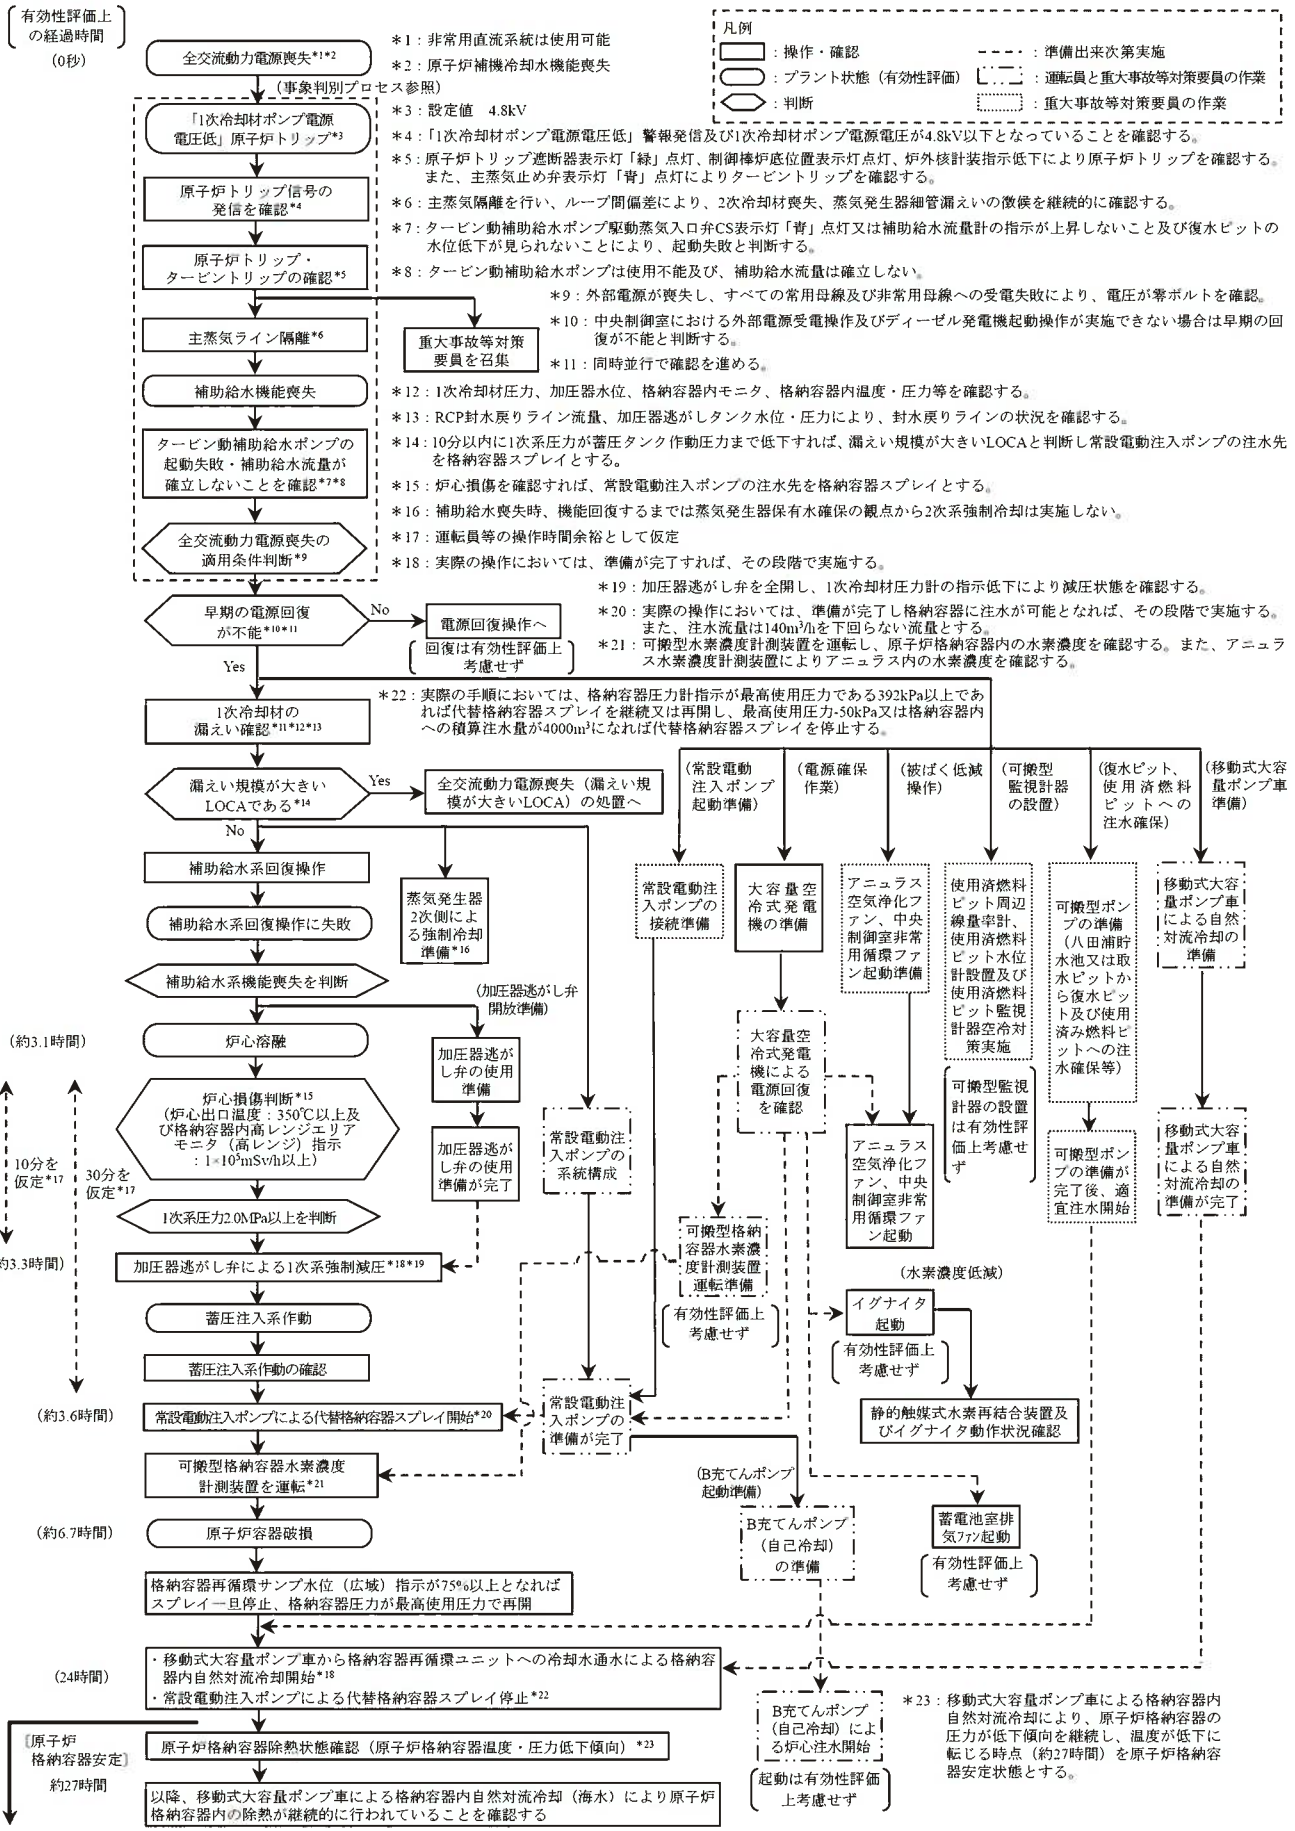 有効性評価上
の経過時間
(0秒)
全交流動力電源喪失*1*2
*1:非常用直流系統は使用可能
*2:原子炉補機冷却水機能喪失
(事象判別プロセス参照)
凡例
:操作・確認
:プラント状態(有効性評価)
:判断
:準備出来次第実施
:運転員と重大事故等対策要員の作業
:重大事故等対策要員の作業
「1次冷却材ポンプ電源
電圧低」原子炉トリップ*3
原子炉トリップ信号の
発信を確認*4
原子炉トリップ・
タービントリップの確認*5
主蒸気ライン隔離*6
重大事故等対策
要員を召集
補助給水機能喪失
タービン動補助給水ポンプの
起動失敗・補助給水流量が
確立しないことを確認*7*8
全交流動力電源喪失の
適用条件判断*9
*3:設定値 4.8kV
*4:「1次冷却材ポンプ電源電圧低」警報発信及び1次冷却材ポンプ電源電圧が4.8kV以下となっていることを確認する。
*5:原子炉トリップ遮断器表示灯「緑」点灯、制御棒炉底位置表示灯点灯、炉外核計装指示低下により原子炉トリップを確認する。
また、主蒸気止め弁表示灯「青」点灯によりタービントリップを確認する。
*6:主蒸気隔離を行い、ループ間偏差により、2次冷却材喪失、蒸気発生器細管漏えいの徴候を継続的に確認する。
*7:タービン動補助給水ポンプ駆動蒸気入口弁CS表示灯「青」点灯又は補助給水流量計の指示が上昇しないこと及び復水ピットの
水位低下が見られないことにより、起動失敗と判断する。
*8:タービン動補助給水ポンプは使用不能及び、補助給水流量は確立しない。
*9:外部電源が喪失し、すべての常用母線及び非常用母線への受電失敗により、電圧が零ボルトを確認。
*10:中央制御室における外部電源受電操作及びディーゼル発電機起動操作が実施できない場合は早期の回
復が不能と判断する。
*11:同時並行で確認を進める。
*12:1次冷却材圧力、加圧器水位、格納容器内モニタ、格納容器内温度・圧力等を確認する。
*13:RCP封水戻りライン流量、加圧器逃がしタンク水位・圧力により、封水戻りラインの状況を確認する。
*14:10分以内に1次系圧力が蓄圧タンク作動圧力まで低下すれば、漏えい規模が大きいLOCAと判断し常設電動注入ポンプの注水先
を格納容器スプレイとする。
*15:炉心損傷を確認すれば、常設電動注入ポンプの注水先を格納容器スプレイとする。
*16:補助給水喪失時、機能回復するまでは蒸気発生器保有水確保の観点から2次系強制冷却は実施しない。
*17:運転員等の操作時間余裕として仮定
*18:実際の操作においては、準備が完了すれば、その段階で実施する。
*19:加圧器逃がし弁を全開し、1次冷却材圧力計の指示低下により減圧状態を確認する。
*20:実際の操作においては、準備が完了し格納容器に注水が可能となれば、その段階で実施する。
また、注水流量は140m³/hを下回らない流量とする。
*21:可搬型水素濃度計測装置を運転し、原子炉格納容器内の水素濃度を確認する。また、アニュラ
ス水素濃度計測装置によりアニュラス内の水素濃度を確認する。
*22:実際の手順においては、格納容器圧力計指示が最高使用圧力である392kPa以上であ
れば代替格納容器スプレイを継続又は再開し、最高使用圧力-50kPa又は格納容器内
への積算注水量が4000m³になれば代替格納容器スプレイを停止する。
早期の電源回復
が不能*10*11
No
電源回復操作へ
回復は有効性評価上
考慮せず
Yes
1次冷却材の
漏えい確認*11*12*13
漏えい規模が大きい
LOCAである*14
Yes
全交流動力電源喪失(漏えい規
模が大きいLOCA)の処置へ
No
(常設電動
注入ポンプ
起動準備)
(電源確保
作業)
(被ばく低減
操作)
(可搬型
監視計器
の設置)
(復水ピット、
使用済燃料
ピットへの
注水確保)
(移動式大容
量ポンプ車
準備)
補助給水系回復操作
補助給水系回復操作に失敗
補助給水系機能喪失を判断
蒸気発生器
2次側によ
る強制冷却
準備*16
常設電動注
入ポンプの
接続準備
大容量空
冷式発電
機の準備
アニュラス
空気浄化フ
ァン、中央
制御室非常
用循環ファ
ン起動準備
使用済燃料
ピット周辺
線量率計、
使用済燃料
ピット水位
計設置及び
使用済燃料
ピット監視
計器空冷対
策実施
可搬型ポン
プの準備
(八田浦貯
水池又は取
水ピットか
ら復水ピッ
ト及び使用
済み燃料ピ
ットへの注
水確保等)
移動式大容
量ポンプ車
による自然
対流冷却の
準備
(加圧器逃がし弁
開放準備)
(約3.1時間)
炉心溶融
加圧器逃が
し弁の使用
準備
大容量空
冷式発電
機による
電源回復
を確認
可搬型監視
計器の設置
は有効性評
価上考慮せ
ず
炉心損傷判断*15
(炉心出口温度:350℃以上及
び格納容器内高レンジエリア
モニタ(高レンジ)指示
:1×10⁵mSv/h以上)
10分を
仮定*17
30分を
仮定*17
加圧器逃が
し弁の使用
準備が完了
常設電動注
入ポンプの
系統構成
アニュラス
空気浄化フ
ァン、中央
制御室非常
用循環ファ
ン起動
可搬型ポン
プの準備が
完了後、適
宜注水開始
移動式大容
量ポンプ車
による自然
対流冷却の
準備が完了
1次系圧力2.0MPa以上を判断
約3.3時間)
加圧器逃がし弁による1次系強制減圧*18*19
可搬型格納
容器水素濃
度計測装置
運転準備
有効性評価上
考慮せず
(水素濃度低減)
イグナイタ
起動
有効性評価上
考慮せず
蓄圧注入系作動
蓄圧注入系作動の確認
静的触媒式水素再結合装置及
びイグナイタ動作状況確認
(約3.6時間)
常設電動注入ポンプによる代替格納容器スプレイ開始*20
常設電動注
入ポンプの
準備が完了
可搬型格納容器水素濃度
計測装置を運転*21
(B充てんポンプ
起動準備)
(約6.7時間)
原子炉容器破損
B充てんポンプ
(自己冷却)
の準備
蓄電池室排
気ファン起動
有効性評価上
考慮せず
格納容器再循環サンプ水位(広域)指示が75%以上となれば
スプレイ一旦停止、格納容器圧力が最高使用圧力で再開
(24時間)
・移動式大容量ポンプ車から格納容器再循環ユニットへの冷却水通水による格納容
器内自然対流冷却開始*18
・常設電動注入ポンプによる代替格納容器スプレイ停止*22
B充てんポンプ
(自己冷却)によ
る炉心注水開始
起動は有効性評価
上考慮せず
*23:移動式大容量ポンプ車による格納容器内
自然対流冷却により、原子炉格納容器の
圧力が低下傾向を継続し、温度が低下に
転じる時点(約27時間)を原子炉格納容
器安定状態とする。
〔原子炉
格納容器安定〕
約27時間
原子炉格納容器除熱状態確認(原子炉格納容器温度・圧力低下傾向)*23
以降、移動式大容量ポンプ車による格納容器内自然対流冷却(海水)により原子炉
格納容器内の除熱が継続的に行われていることを確認する